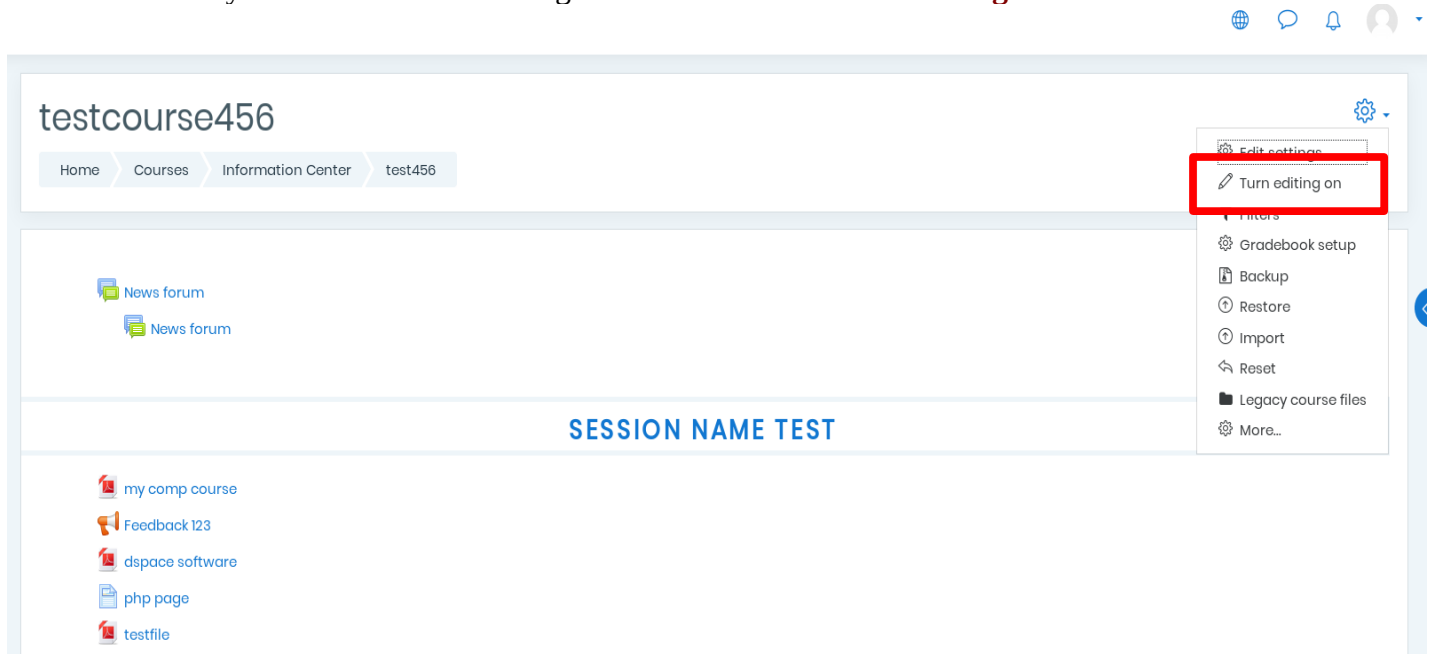 testcourse456
Home Courses Information Center test456
Edit settings
Turn editing on
Filters
Gradebook setup
Backup
Restore
Import
Reset
Legacy course files
More...
News forum
News forum
SESSION NAME TEST
my comp course
Feedback 123
dspace software
php page
testfile